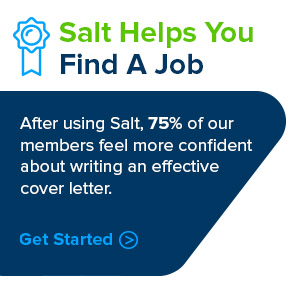 Salt Helps You
Find A Job
After using Salt, 75% of our
members feel more confident
about writing an effective
cover letter.
Get Started